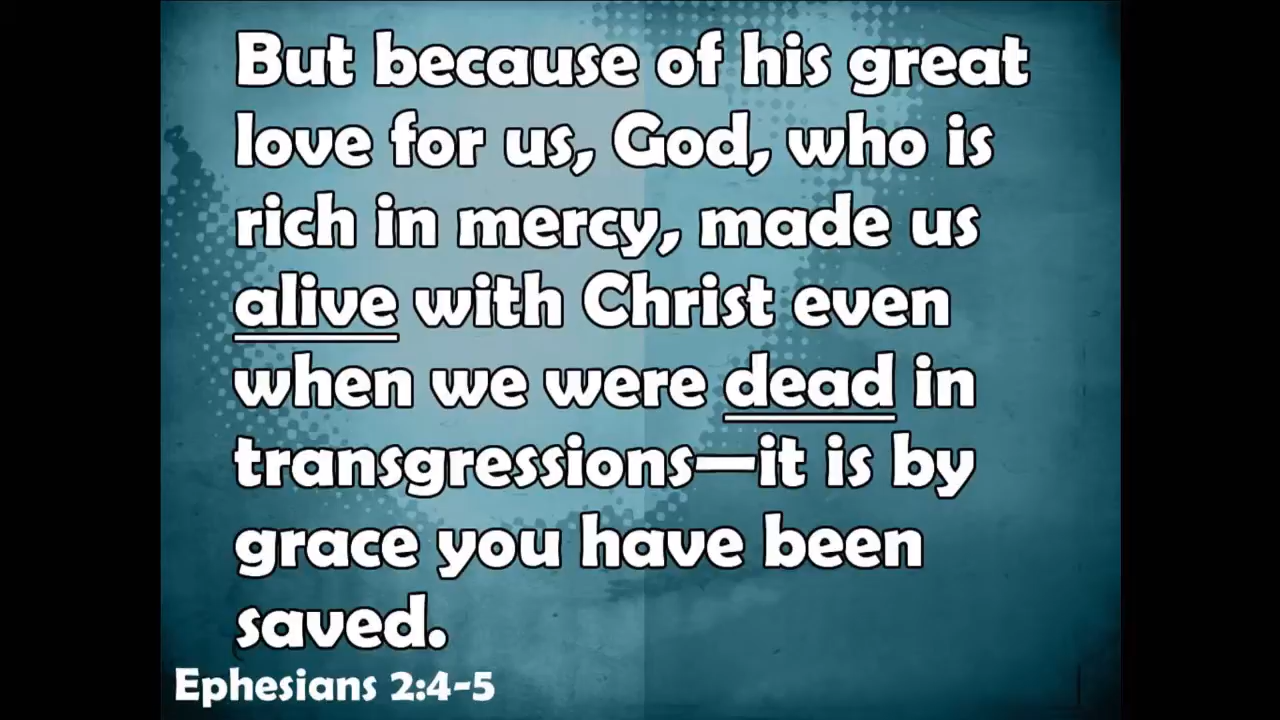 But because of his great
love for us, God, who is
rich in mercy, made us
alive with Christ even
when we were dead in
transgressions—it is by
grace you have been
saved.
Ephesians 2:4-5